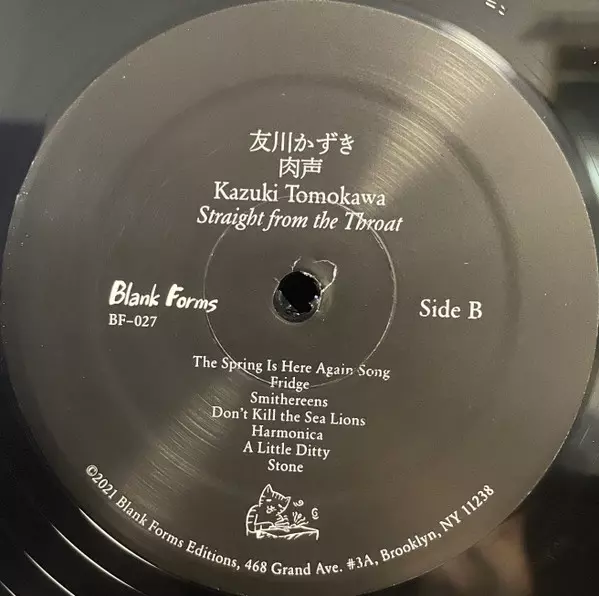 友川かずき
肉声
Kazuki Tomokawa
Straight from the Throat
Blank Forms
BF–027
Side B
The Spring Is Here Again Song
Fridge
Smithereens
Don't Kill the Sea Lions
Harmonica
A Little Ditty
Stone
©2021 Blank Forms Editions, 468 Grand Ave. #3A, Brooklyn, NY 11238